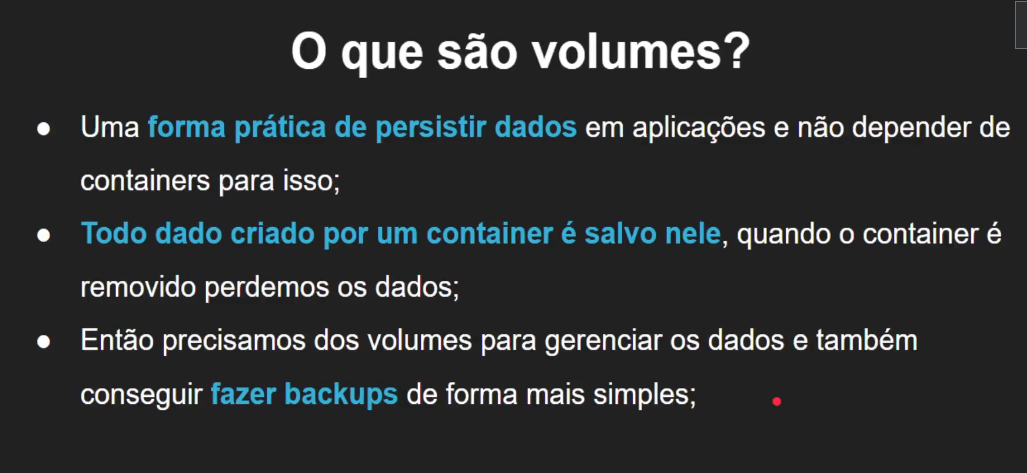 O que são volumes?
● Uma forma prática de persistir dados em aplicações e não depender de
containers para isso;
● Todo dado criado por um container é salvo nele, quando o container é
removido perdemos os dados;
● Então precisamos dos volumes para gerenciar os dados e também
conseguir fazer backups de forma mais simples;